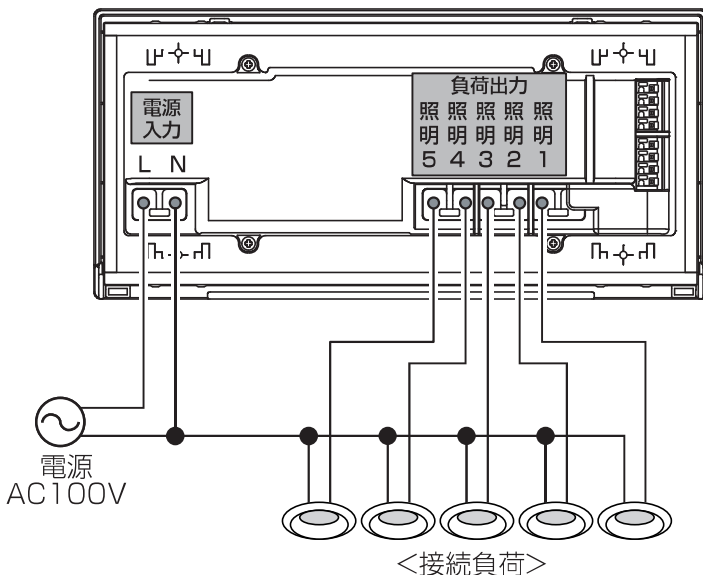 電源
入力
L N
負荷出力
照 照 照 照 照
明 明 明 明 明
5 4 3 2 1
電源
AC100V
＜接続負荷＞